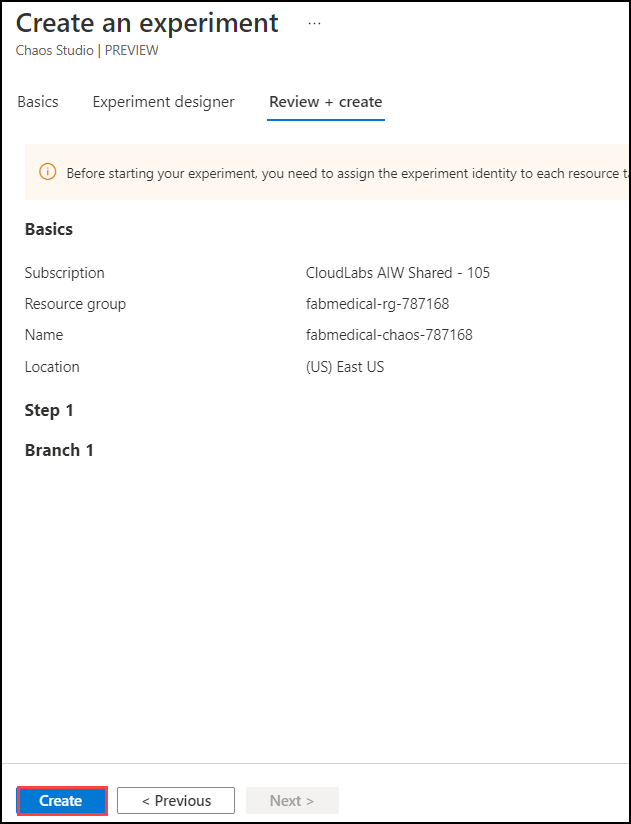 Create an experiment ...
Chaos Studio | PREVIEW
Basics Experiment designer Review + create
Before starting your experiment, you need to assign the experiment identity to each resource
Basics
Subscription CloudLabs AIW Shared - 105
Resource group fabmedical-rg-787168
Name fabmedical-chaos-787168
Location (US) East US
Step 1
Branch 1
Create < Previous Next >